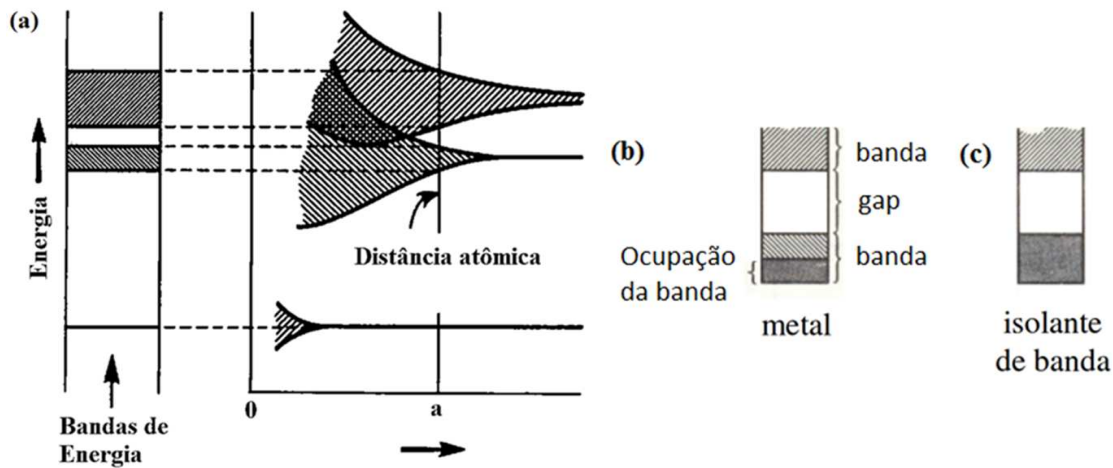 (a)
Energia
Distância atômica
0
a
Bandas de
Energia
(b)
banda
gap
banda
Ocupação
da banda
metal
(c)
isolante
de banda